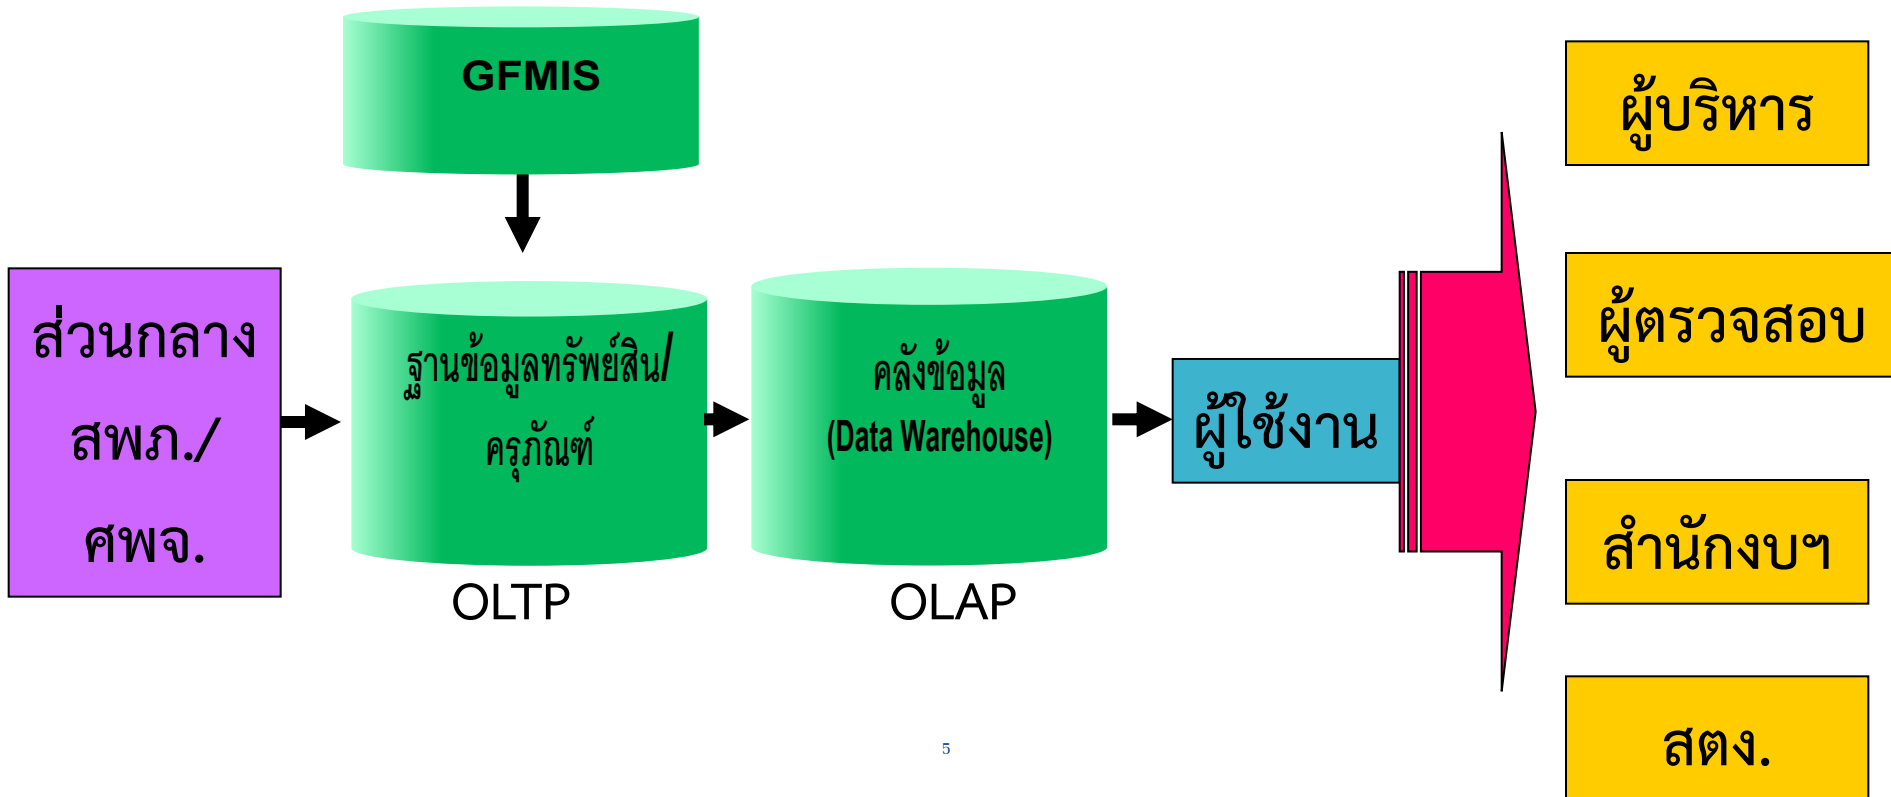 GFMIS
ส่วนกลาง
สพภ./
ศพจ.
ฐานข้อมูลทรัพย์สิน/
ครุภัณฑ์
OLTP
คลังข้อมูล
(Data Warehouse)
OLAP
ผู้ใช้งาน
ผู้บริหาร
ผู้ตรวจสอบ
สำนักงบฯ
สตง.
5